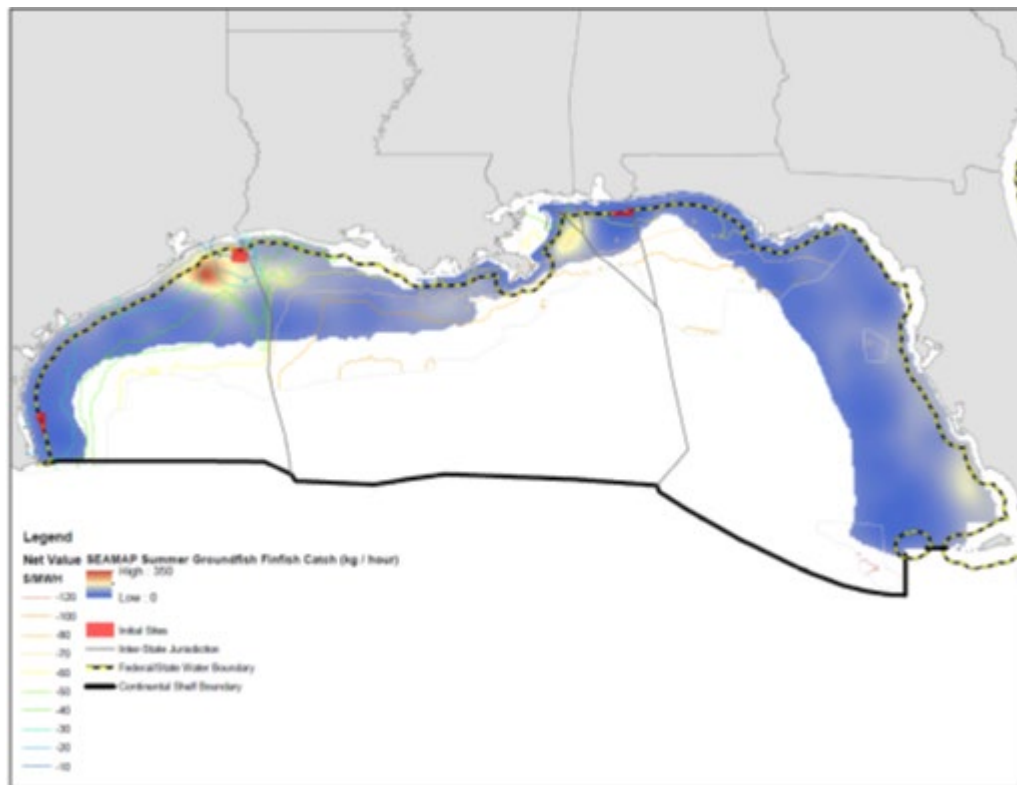 Legend
Net Value SEAMAP Summer Groundfish Finfish Catch (kg / hour)
$/MWH
High : 350
Low : 0
-120
-100
-80
-70
-60
-50
-40
-30
-20
-10
Initial Sites
Inter-State Jurisdiction
Federal/State Water Boundary
Continental Shelf Boundary